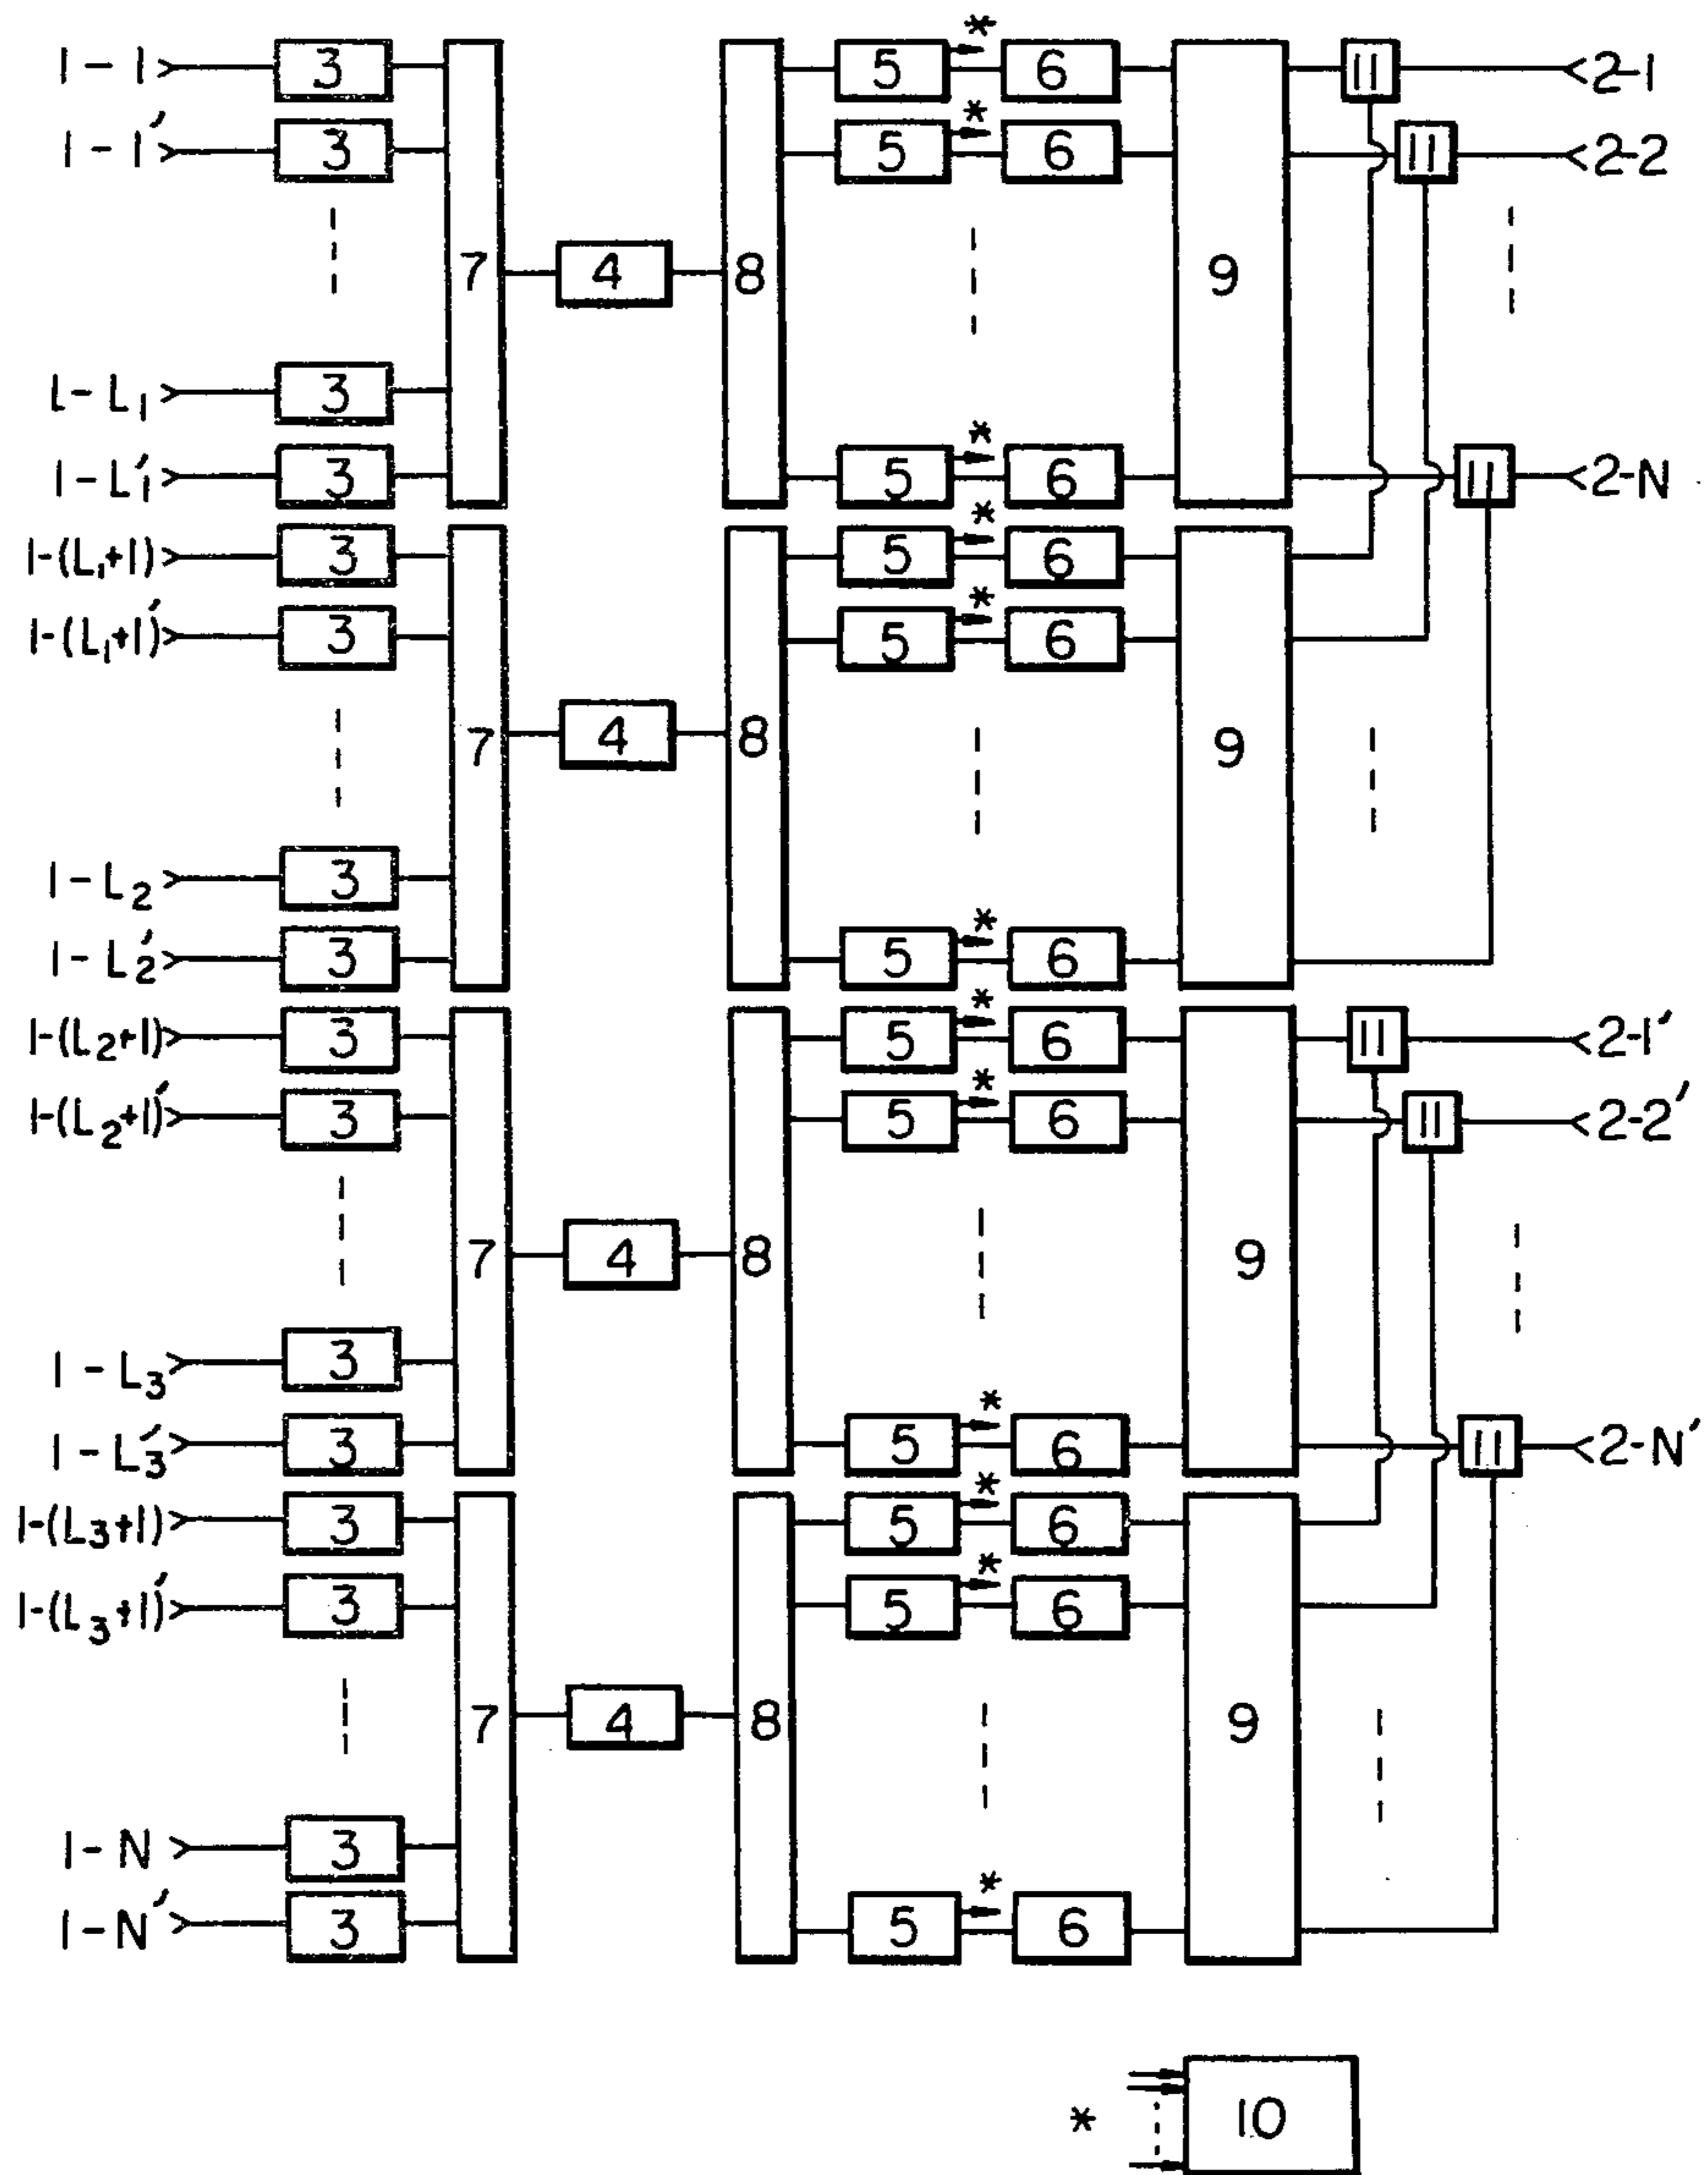 1-1 3 5 * 6 11 2-1
1-1′ 3 5 * 6 11 2-2
7 4 8 9
1-L₁ 3
1-L₁′ 3 5 * 6 11 2-N
1-(L₁+1) 3 5 * 6
1-(L₁+1)′ 3 5 * 6
7 4 8 9
1-L₂ 3
1-L₂′ 3 5 * 6
1-(L₂+1) 3 5 * 6 11 2-1′
1-(L₂+1)′ 3 5 * 6 11 2-2′
7 4 8 9
1-L₃ 3
1-L₃′ 3 5 * 6 11 2-N′
1-(L₃+1) 3 5 * 6
1-(L₃+1)′ 3 5 * 6
7 4 8 9
1-N 3
1-N′ 3 5 * 6
* 10